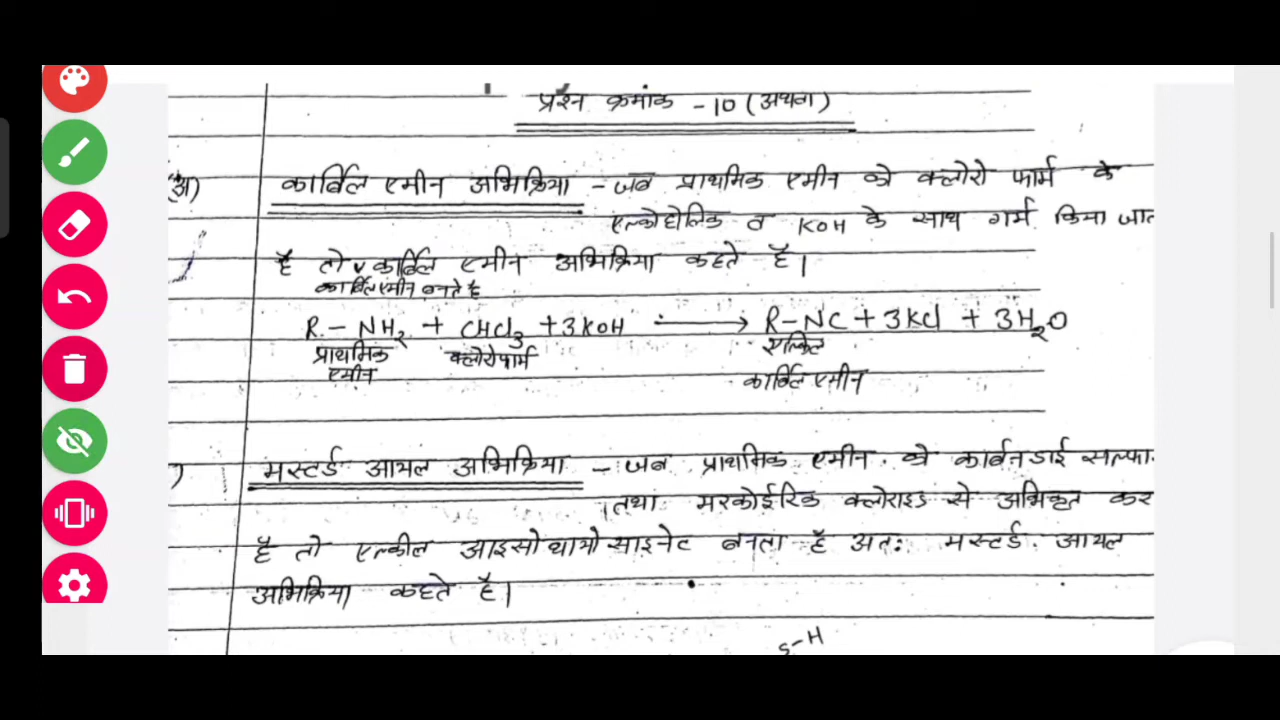 प्रश्न क्रमांक - 10 (अथवा)
अ) कार्बिल एमीन अभिक्रिया - जब प्राथमिक एमीन को क्लोरो फार्म के
एल्कोहोलिक व KOH के साथ गर्म किया जात
है तो कार्बिल एमीन अभिक्रिया कहते है।
कार्बिल एमीन बनते है
R - NH₂ + CHCl₃ + 3KOH ⟶ R-NC + 3KCl + 3H₂O
प्राथमिक क्लोरोफार्म एल्किल
एमीन कार्बिल एमीन
) मस्टर्ड आयल अभिक्रिया - जब प्राथमिक एमीन को कार्बनडाई सल्फा
तथा मरकोईरिक क्लोराइड से अभिकृत कर
है तो एल्कील आइसोथायोसाइनेट बनता है अतः मस्टर्ड आयल
अभिक्रिया कहते है।
S-H